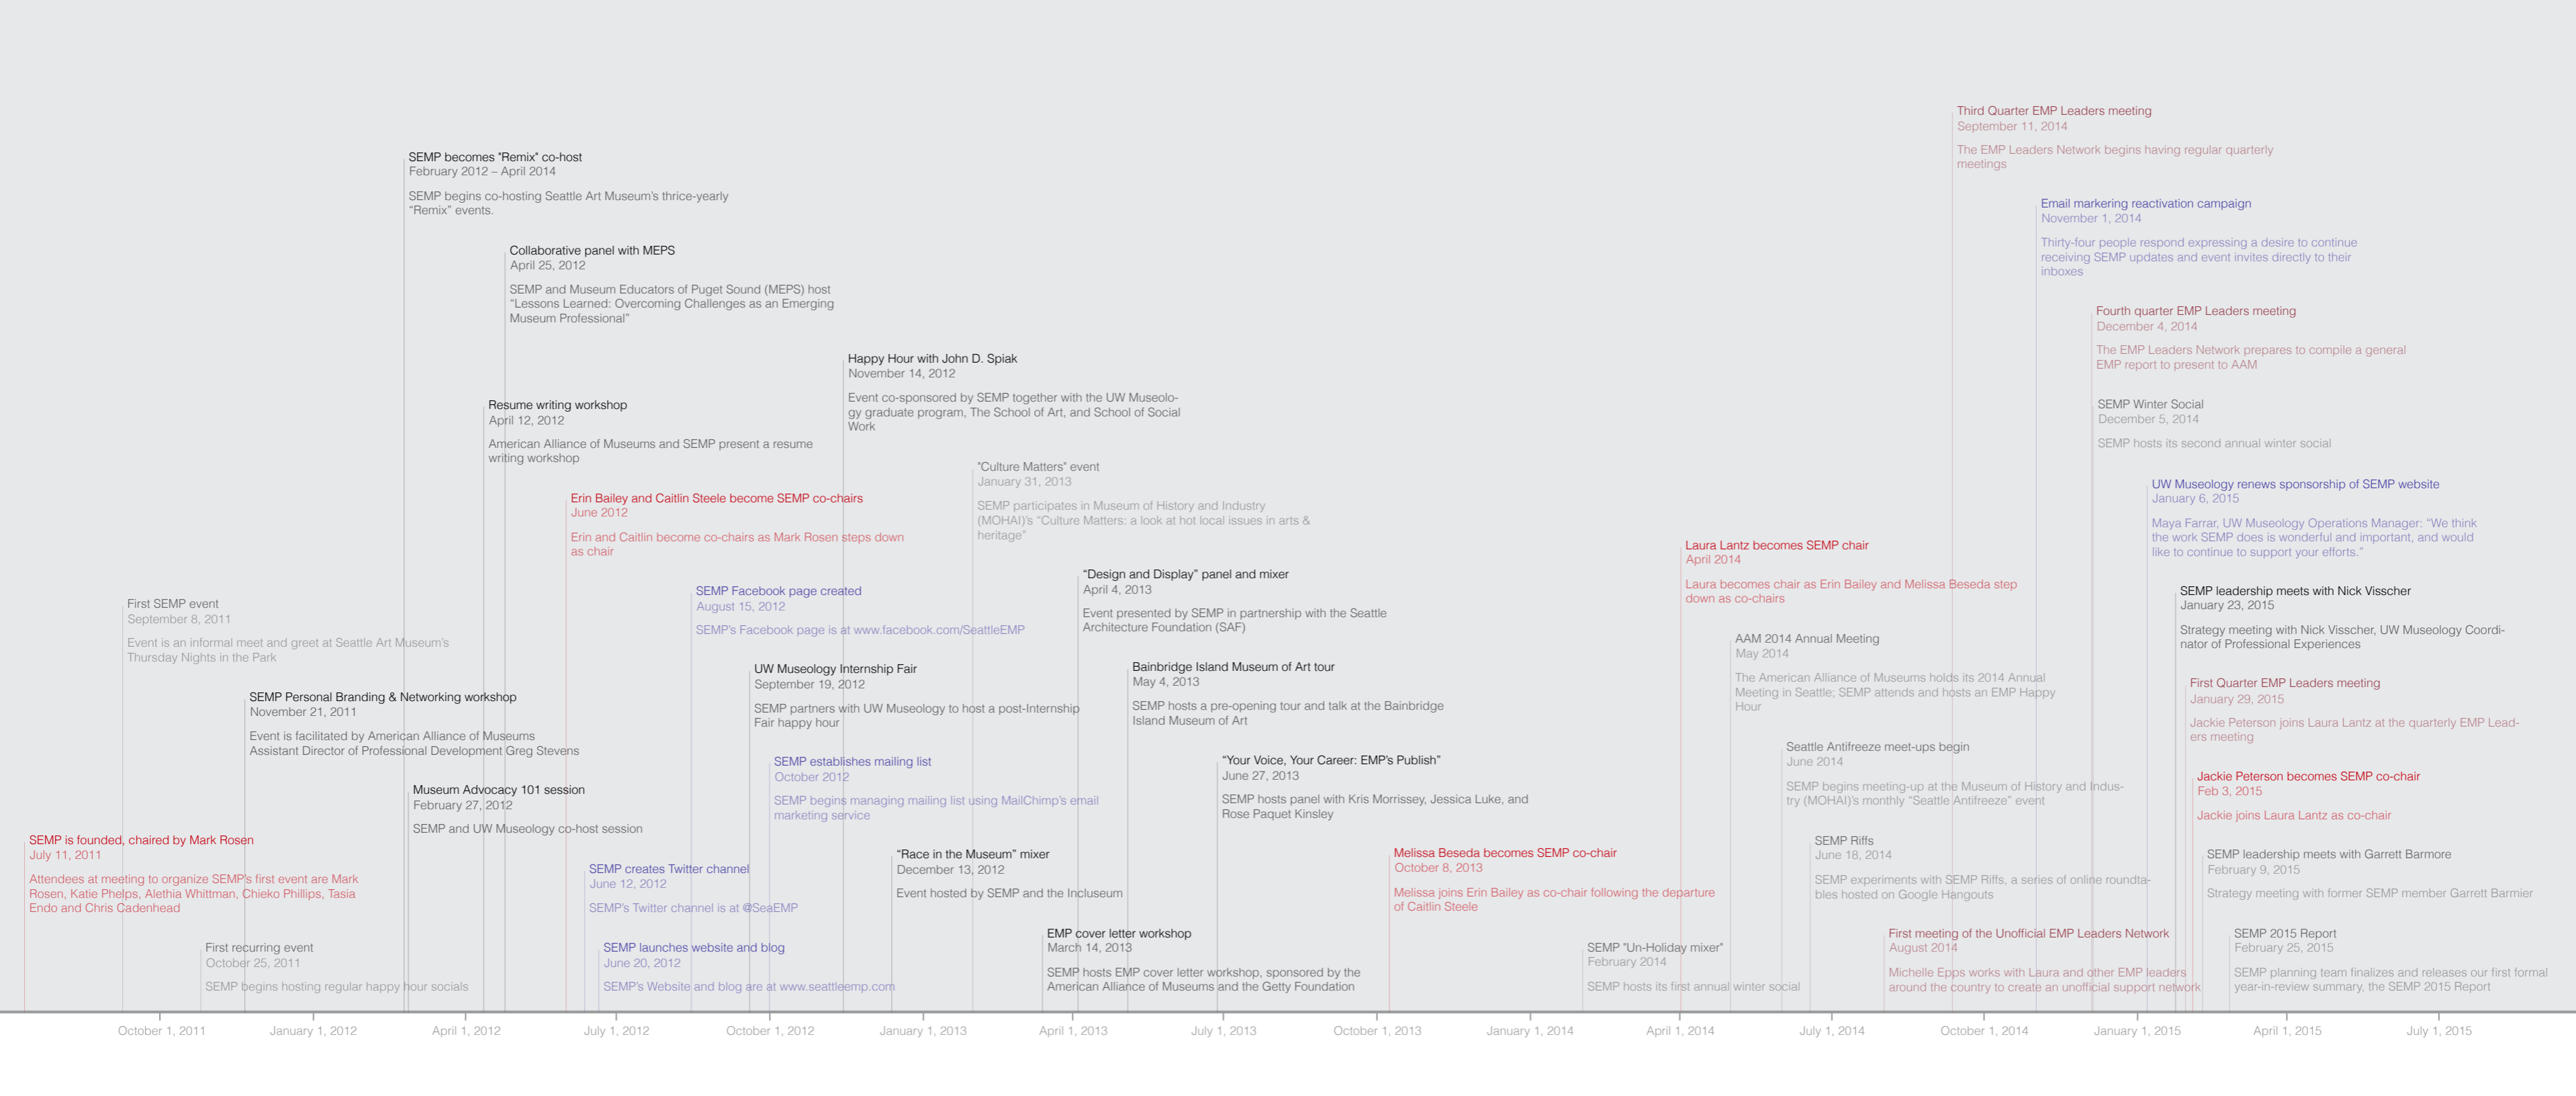 Third Quarter EMP Leaders meeting
September 11, 2014
The EMP Leaders Network begins having regular quarterly
meetings
SEMP becomes "Remix" co-host
February 2012 – April 2014
SEMP begins co-hosting Seattle Art Museum's thrice-yearly
“Remix” events.
Email markering reactivation campaign
November 1, 2014
Thirty-four people respond expressing a desire to continue
receiving SEMP updates and event invites directly to their
inboxes
Collaborative panel with MEPS
April 25, 2012
SEMP and Museum Educators of Puget Sound (MEPS) host
“Lessons Learned: Overcoming Challenges as an Emerging
Museum Professional”
Fourth quarter EMP Leaders meeting
December 4, 2014
The EMP Leaders Network prepares to compile a general
EMP report to present to AAM
Happy Hour with John D. Spiak
November 14, 2012
Event co-sponsored by SEMP together with the UW Museolo-
gy graduate program, The School of Art, and School of Social
Work
Resume writing workshop
April 12, 2012
American Alliance of Museums and SEMP present a resume
writing workshop
SEMP Winter Social
December 5, 2014
SEMP hosts its second annual winter social
"Culture Matters" event
January 31, 2013
SEMP participates in Museum of History and Industry
(MOHAI)'s “Culture Matters: a look at hot local issues in arts &
heritage”
UW Museology renews sponsorship of SEMP website
January 6, 2015
Maya Farrar, UW Museology Operations Manager: “We think
the work SEMP does is wonderful and important, and would
like to continue to support your efforts.”
Erin Bailey and Caitlin Steele become SEMP co-chairs
June 2012
Erin and Caitlin become co-chairs as Mark Rosen steps down
as chair
Laura Lantz becomes SEMP chair
April 2014
Laura becomes chair as Erin Bailey and Melissa Beseda step
down as co-chairs
“Design and Display” panel and mixer
April 4, 2013
Event presented by SEMP in partnership with the Seattle
Architecture Foundation (SAF)
SEMP Facebook page created
August 15, 2012
SEMP's Facebook page is at www.facebook.com/SeattleEMP
SEMP leadership meets with Nick Visscher
January 23, 2015
Strategy meeting with Nick Visscher, UW Museology Coordi-
nator of Professional Experiences
First SEMP event
September 8, 2011
Event is an informal meet and greet at Seattle Art Museum's
Thursday Nights in the Park
AAM 2014 Annual Meeting
May 2014
The American Alliance of Museums holds its 2014 Annual
Meeting in Seattle; SEMP attends and hosts an EMP Happy
Hour
UW Museology Internship Fair
September 19, 2012
SEMP partners with UW Museology to host a post-Internship
Fair happy hour
Bainbridge Island Museum of Art tour
May 4, 2013
SEMP hosts a pre-opening tour and talk at the Bainbridge
Island Museum of Art
First Quarter EMP Leaders meeting
January 29, 2015
Jackie Peterson joins Laura Lantz at the quarterly EMP Lead-
ers meeting
SEMP Personal Branding & Networking workshop
November 21, 2011
Event is facilitated by American Alliance of Museums
Assistant Director of Professional Development Greg Stevens
Seattle Antifreeze meet-ups begin
June 2014
SEMP begins meeting-up at the Museum of History and Indus-
try (MOHAI)'s monthly “Seattle Antifreeze” event
SEMP establishes mailing list
October 2012
SEMP begins managing mailing list using MailChimp's email
marketing service
“Your Voice, Your Career: EMP's Publish”
June 27, 2013
SEMP hosts panel with Kris Morrissey, Jessica Luke, and
Rose Paquet Kinsley
Jackie Peterson becomes SEMP co-chair
Feb 3, 2015
Jackie joins Laura Lantz as co-chair
Museum Advocacy 101 session
February 27, 2012
SEMP and UW Museology co-host session
SEMP is founded, chaired by Mark Rosen
July 11, 2011
Attendees at meeting to organize SEMP's first event are Mark
Rosen, Katie Phelps, Alethia Whittman, Chieko Phillips, Tasia
Endo and Chris Cadenhead
SEMP Riffs
June 18, 2014
SEMP experiments with SEMP Riffs, a series of online roundta-
bles hosted on Google Hangouts
“Race in the Museum” mixer
December 13, 2012
Event hosted by SEMP and the Incluseum
Melissa Beseda becomes SEMP co-chair
October 8, 2013
Melissa joins Erin Bailey as co-chair following the departure
of Caitlin Steele
SEMP leadership meets with Garrett Barmore
February 9, 2015
Strategy meeting with former SEMP member Garrett Barmier
SEMP creates Twitter channel
June 12, 2012
SEMP's Twitter channel is at @SeaEMP
EMP cover letter workshop
March 14, 2013
SEMP hosts EMP cover letter workshop, sponsored by the
American Alliance of Museums and the Getty Foundation
First meeting of the Unofficial EMP Leaders Network
August 2014
Michelle Epps works with Laura and other EMP leaders
around the country to create an unofficial support network
SEMP 2015 Report
February 25, 2015
SEMP planning team finalizes and releases our first formal
year-in-review summary, the SEMP 2015 Report
First recurring event
October 25, 2011
SEMP begins hosting regular happy hour socials
SEMP launches website and blog
June 20, 2012
SEMP's Website and blog are at www.seattleemp.com
SEMP "Un-Holiday mixer"
February 2014
SEMP hosts its first annual winter social
October 1, 2011
January 1, 2012
April 1, 2012
July 1, 2012
October 1, 2012
January 1, 2013
April 1, 2013
July 1, 2013
October 1, 2013
January 1, 2014
April 1, 2014
July 1, 2014
October 1, 2014
January 1, 2015
April 1, 2015
July 1, 2015